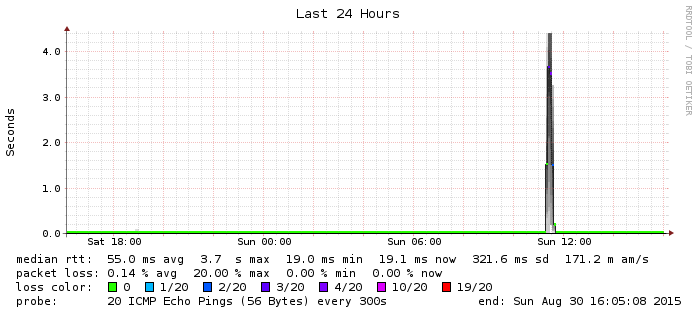 Last 24 Hours
RRDTOOL / TOBI OETIKER
Seconds
4.0
3.0
2.0
1.0
0.0
Sat 18:00 Sun 00:00 Sun 06:00 Sun 12:00
median rtt: 55.0 ms avg 3.7 s max 19.0 ms min 19.1 ms now 321.6 ms sd 171.2 m am/s
packet loss: 0.14 % avg 20.00 % max 0.00 % min 0.00 % now
loss color: 0 1/20 2/20 3/20 4/20 10/20 19/20
probe: 20 ICMP Echo Pings (56 Bytes) every 300s end: Sun Aug 30 16:05:08 2015